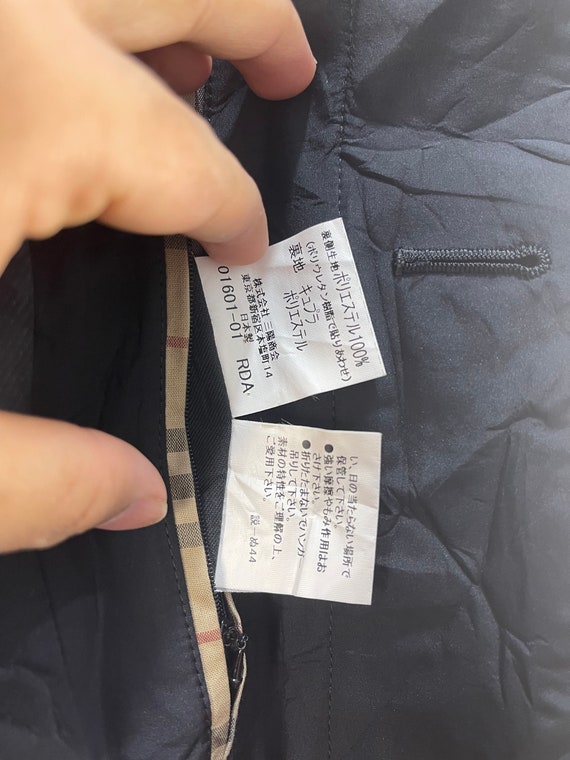 裏側生地 ポリエステル100%
(ポリウレタン樹脂で貼りあわせ)
裏地 キュプラ
ポリエステル
株式会社 三陽商会
東京都新宿区本塩町14
日本製
01601-01 RDA
い、日の当たらない場所で
保管して下さい。
●強い摩擦やもみ作用はお
さけ下さい。
●折りたたまないでハンガー
吊りして下さい。
素材の特性をご理解の上、
ご愛用下さい。
説ーぬ44